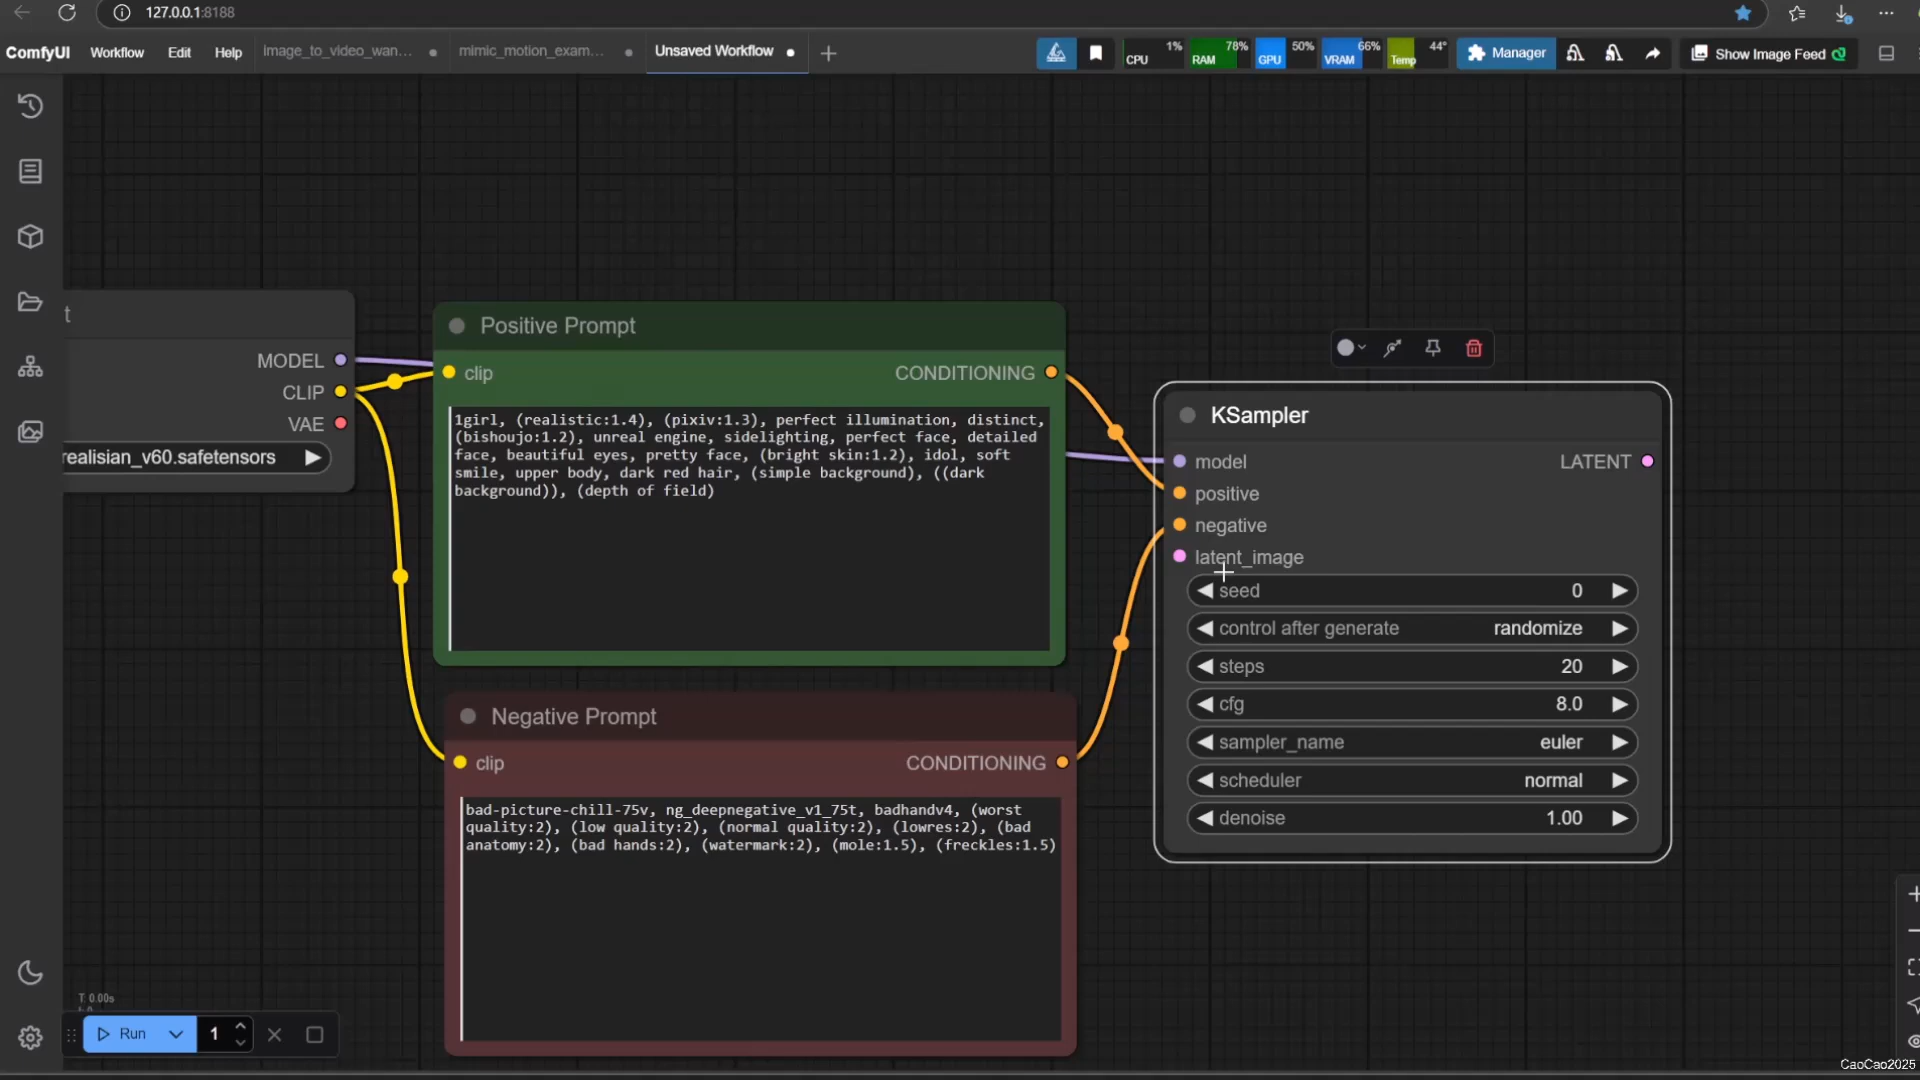 127.0.0.1:8188
ComfyUI
Workflow
Edit
Help
image_to_video_wan...
mimic_motion_exam...
Unsaved Workflow
CPU
1%
RAM
78%
GPU
50%
VRAM
66%
Temp
44°
Manager
Show Image Feed
t
MODEL
CLIP
VAE
realisian_v60.safetensors
Positive Prompt
clip
CONDITIONING
1girl, (realistic:1.4), (pixiv:1.3), perfect illumination, distinct,
(bishoujo:1.2), unreal engine, sidelighting, perfect face, detailed
face, beautiful eyes, pretty face, (bright skin:1.2), idol, soft
smile, upper body, dark red hair, (simple background), ((dark
background)), (depth of field)
Negative Prompt
clip
CONDITIONING
bad-picture-chill-75v, ng_deepnegative_v1_75t, badhandv4, (worst
quality:2), (low quality:2), (normal quality:2), (lowres:2), (bad
anatomy:2), (bad hands:2), (watermark:2), (mole:1.5), (freckles:1.5)
KSampler
model
LATENT
positive
negative
latent_image
seed
0
control after generate
randomize
steps
20
cfg
8.0
sampler_name
euler
scheduler
normal
denoise
1.00
T: 0.00s
Run
1
CaoCao2025